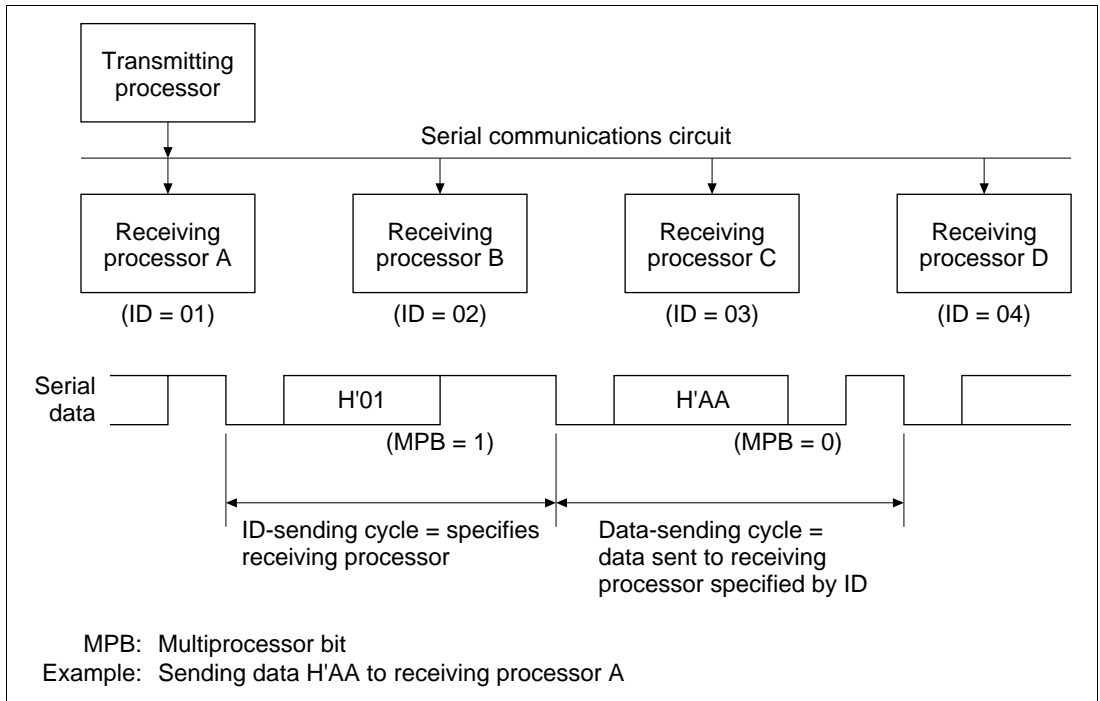 Transmitting
processor
Serial communications circuit
Receiving
processor A
Receiving
processor B
Receiving
processor C
Receiving
processor D
(ID = 01)
(ID = 02)
(ID = 03)
(ID = 04)
Serial
data
H'01
H'AA
(MPB = 1)
(MPB = 0)
ID-sending cycle = specifies
receiving processor
Data-sending cycle =
data sent to receiving
processor specified by ID
MPB: Multiprocessor bit
Example: Sending data H'AA to receiving processor A